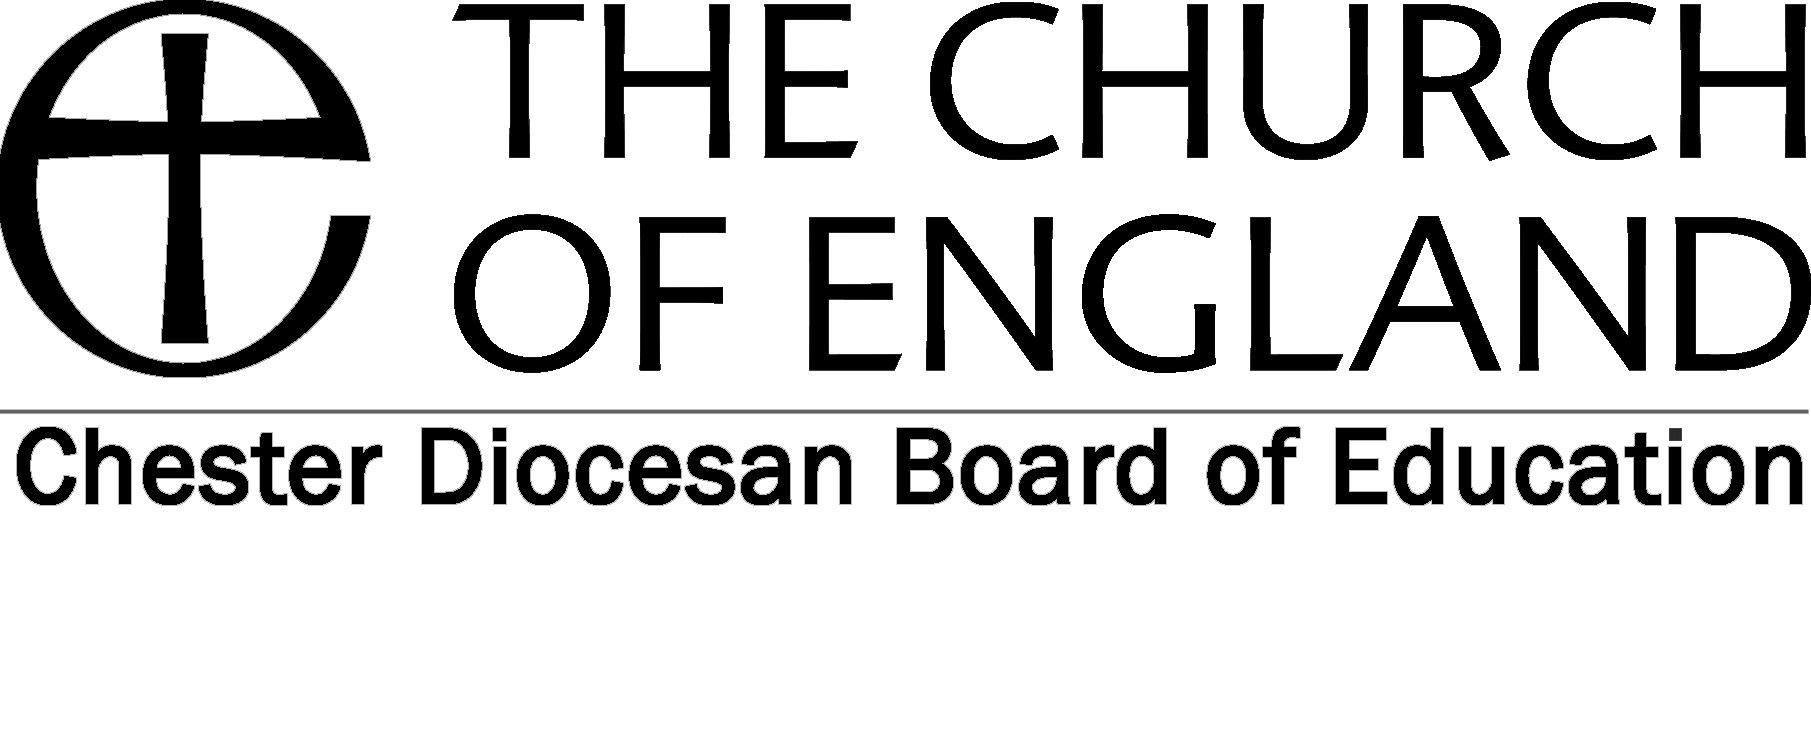 THE CHURCH
OF ENGLAND
Chester Diocesan Board of Education